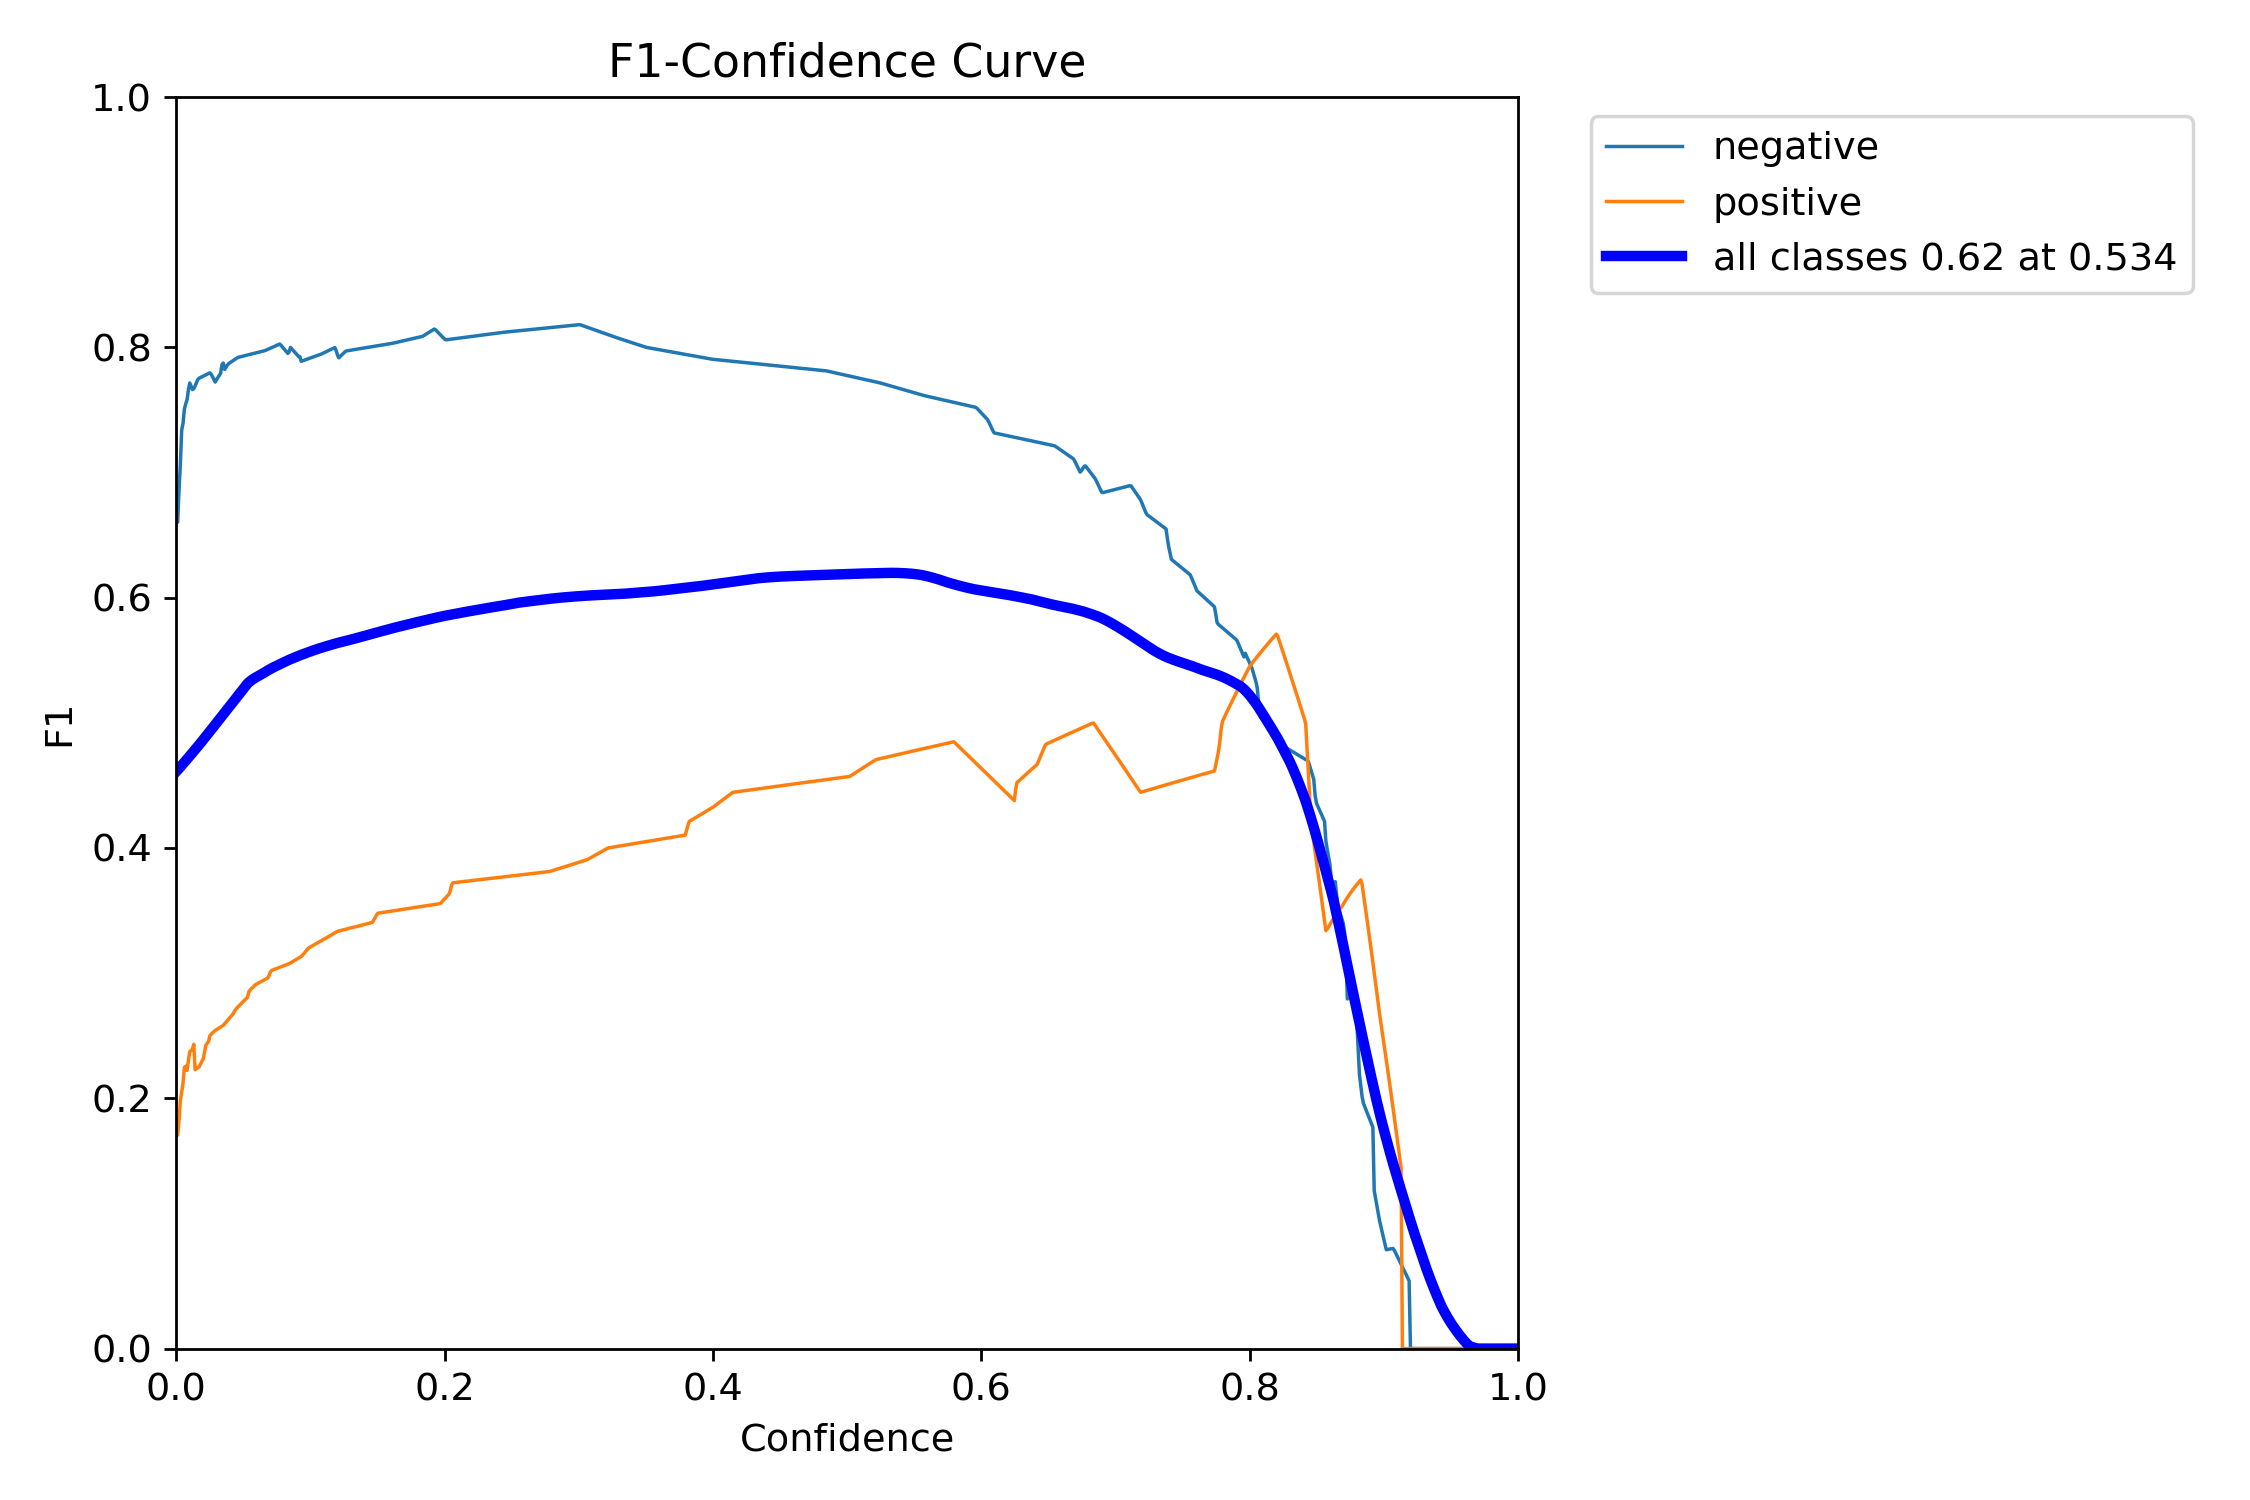 F1-Confidence Curve
1.0
0.8
0.6
0.4
0.2
0.0
F1
0.0 0.2 0.4 0.6 0.8 1.0
Confidence
negative
positive
all classes 0.62 at 0.534